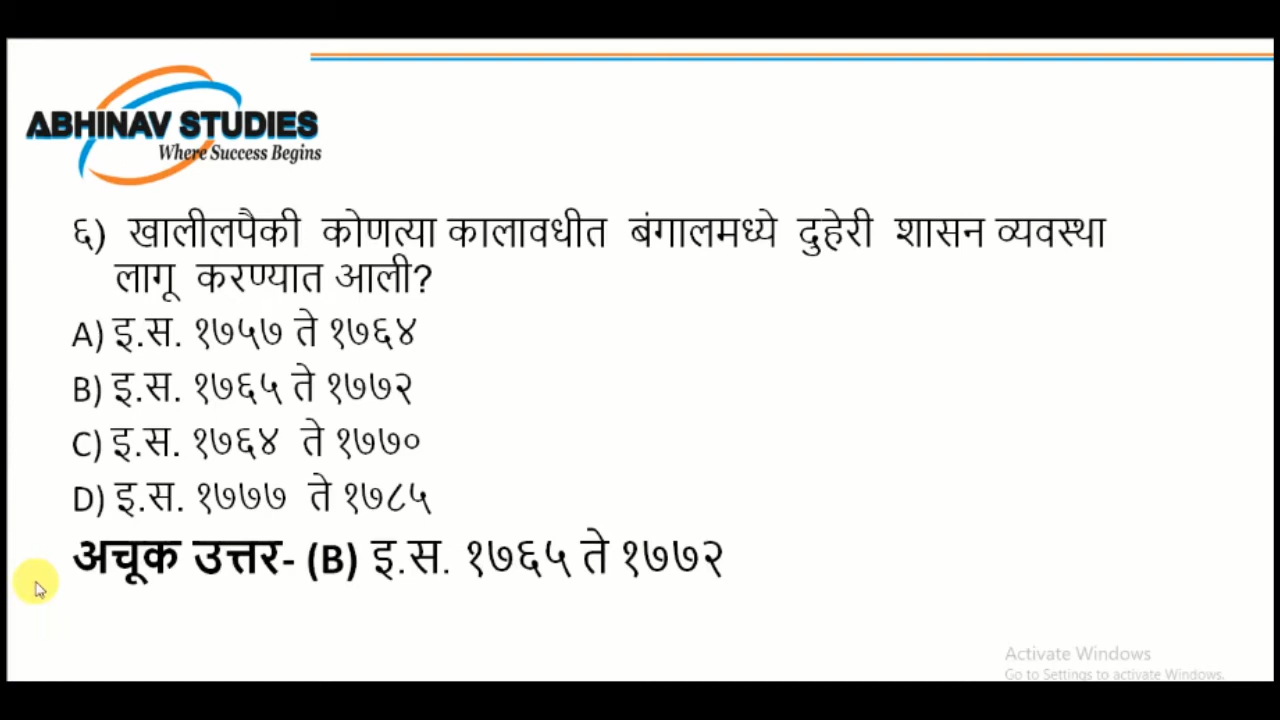 ABHINAV STUDIES
Where Success Begins
६) खालीलपैकी कोणत्या कालावधीत बंगालमध्ये दुहेरी शासन व्यवस्था
लागू करण्यात आली?
A) इ.स. १७५७ ते १७६४
B) इ.स. १७६५ ते १७७२
C) इ.स. १७६४ ते १७७०
D) इ.स. १७७७ ते १७८५
अचूक उत्तर- (B) इ.स. १७६५ ते १७७२
Activate Windows
Go to Settings to activate Windows.